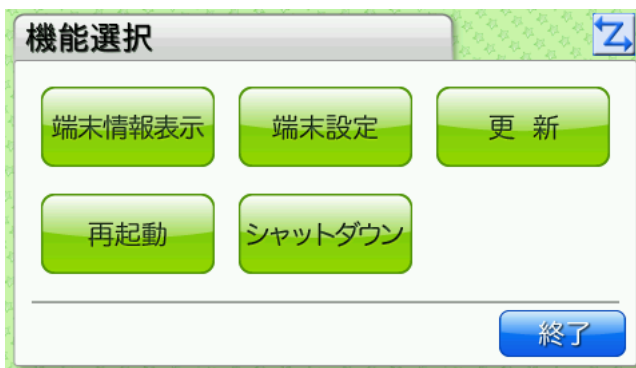 機能選択
端末情報表示
端末設定
更 新
再起動
シャットダウン
終了